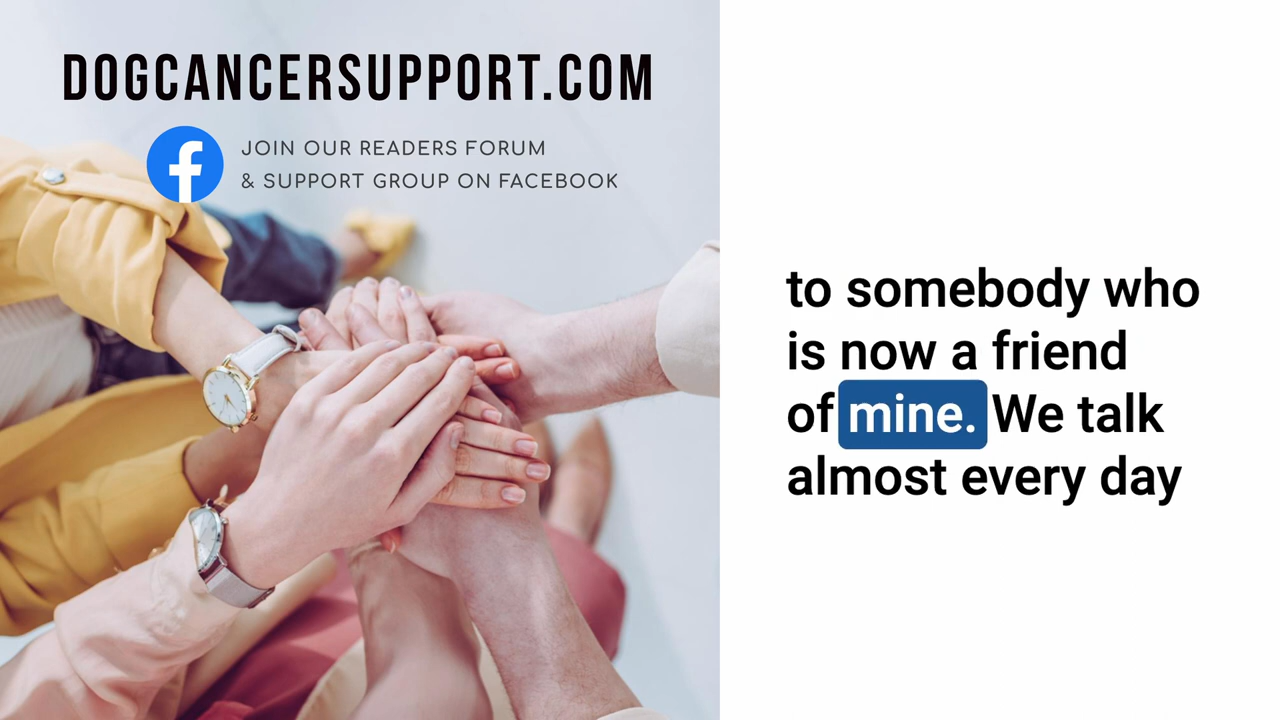 DOGCANCERSUPPORT.COM
JOIN OUR READERS FORUM
& SUPPORT GROUP ON FACEBOOK
to somebody who
is now a friend
of mine. We talk
almost every day